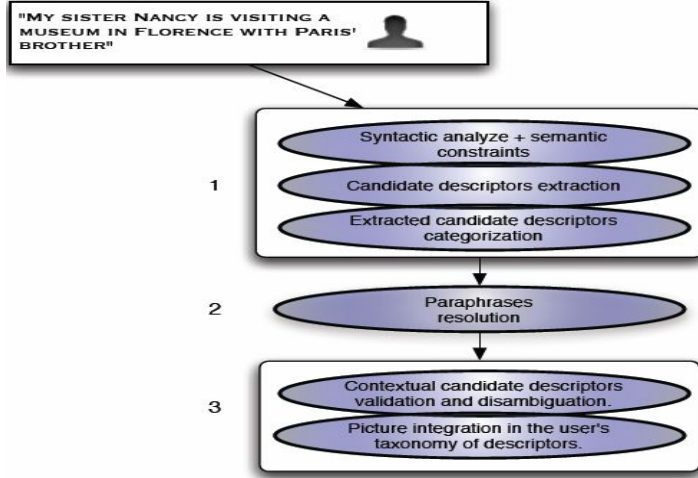 "MY SISTER NANCY IS VISITING A
MUSEUM IN FLORENCE WITH PARIS'
BROTHER"
1
Syntactic analyze + semantic
constraints
Candidate descriptors extraction
Extracted candidate descriptors
categorization
2
Paraphrases
resolution
3
Contextual candidate descriptors
validation and disambiguation.
Picture integration in the user's
taxonomy of descriptors.